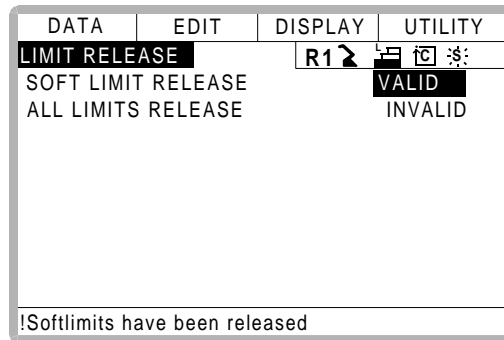 DATA EDIT DISPLAY UTILITY
LIMIT RELEASE R1 L C S
SOFT LIMIT RELEASE VALID
ALL LIMITS RELEASE INVALID
!Softlimits have been released